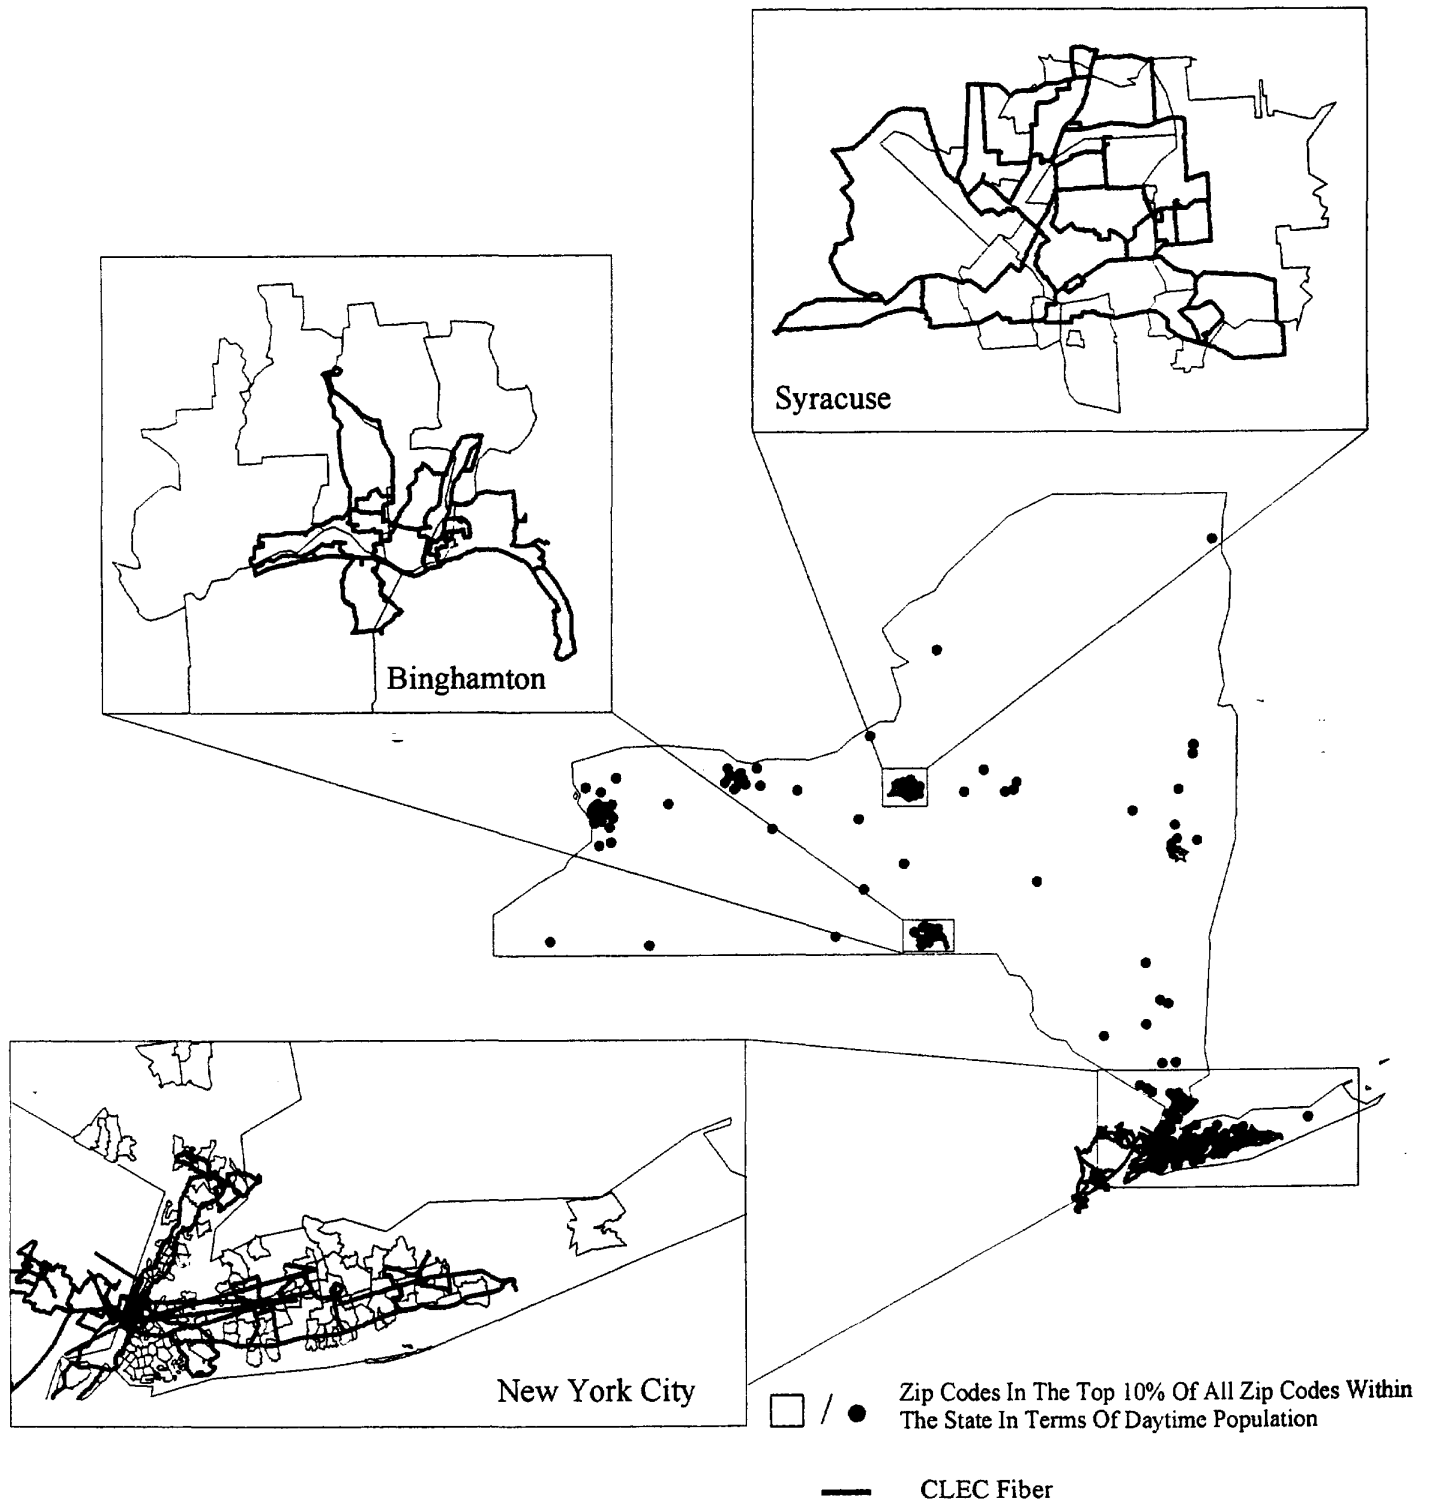 Syracuse
Binghamton
New York City
Zip Codes In The Top 10% Of All Zip Codes Within
The State In Terms Of Daytime Population
CLEC Fiber